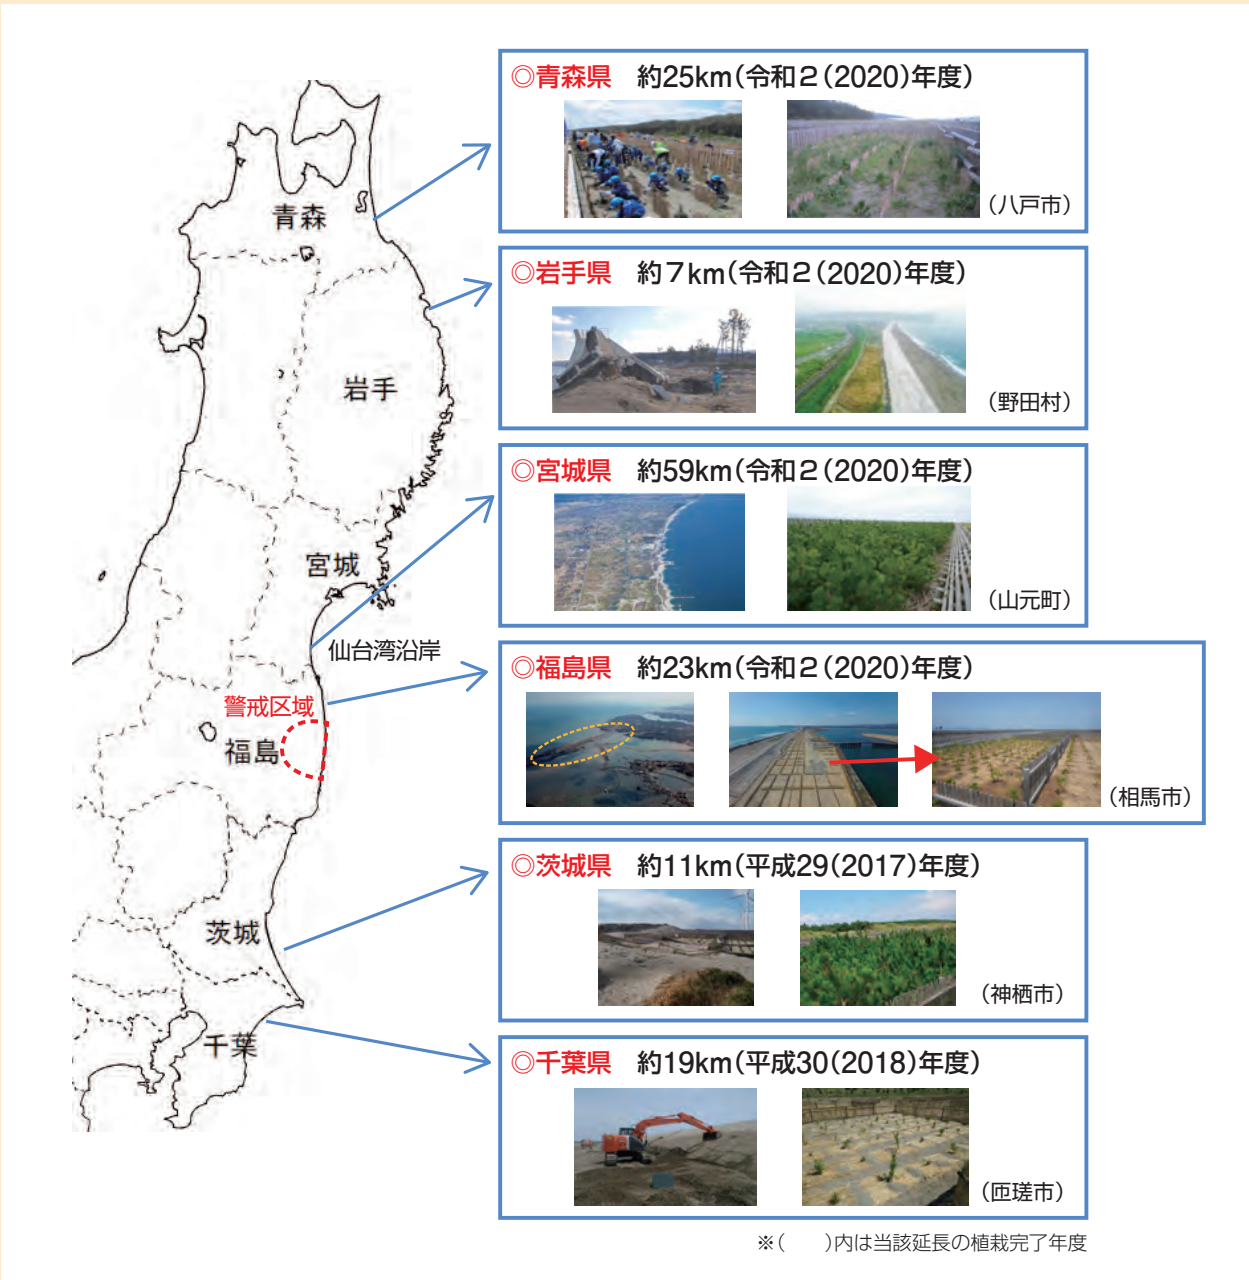 ◎青森県　約25km(令和２(2020)年度)
(八戸市)
◎岩手県　約７km(令和２(2020)年度)
(野田村)
◎宮城県　約59km(令和２(2020)年度)
(山元町)
◎福島県　約23km(令和２(2020)年度)
(相馬市)
◎茨城県　約11km(平成29(2017)年度)
(神栖市)
◎千葉県　約19km(平成30(2018)年度)
(匝瑳市)
青森
岩手
宮城
仙台湾沿岸
警戒区域
福島
茨城
千葉
※(　　)内は当該延長の植栽完了年度